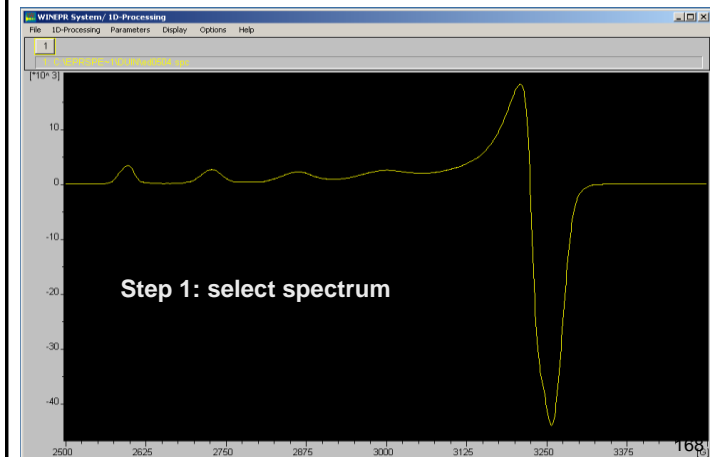 WINEPR System/ 1D-Processing
File 1D-Processing Parameters Display Options Help
1
[*10^ 3]
10
0
-10
-20
Step 1: select spectrum
-30
-40
2500 2625 2750 2875 3000 3125 3250 3375
168